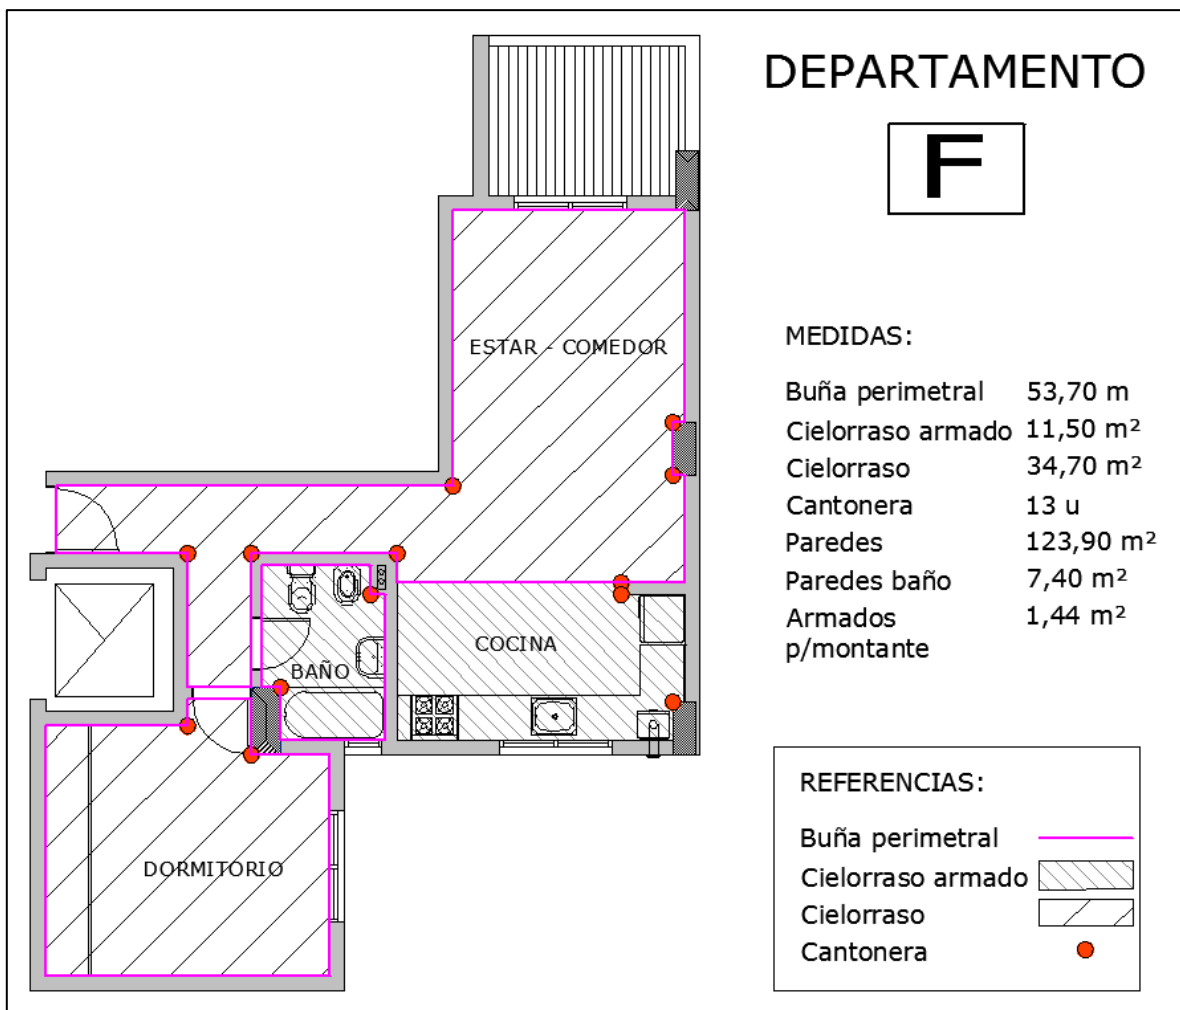 DEPARTAMENTO
F
ESTAR - COMEDOR
COCINA
BAÑO
DORMITORIO
MEDIDAS:
Buña perimetral 53,70 m
Cielorraso armado 11,50 m²
Cielorraso 34,70 m²
Cantonera 13 u
Paredes 123,90 m²
Paredes baño 7,40 m²
Armados 1,44 m²
p/montante
REFERENCIAS:
Buña perimetral
Cielorraso armado
Cielorraso
Cantonera